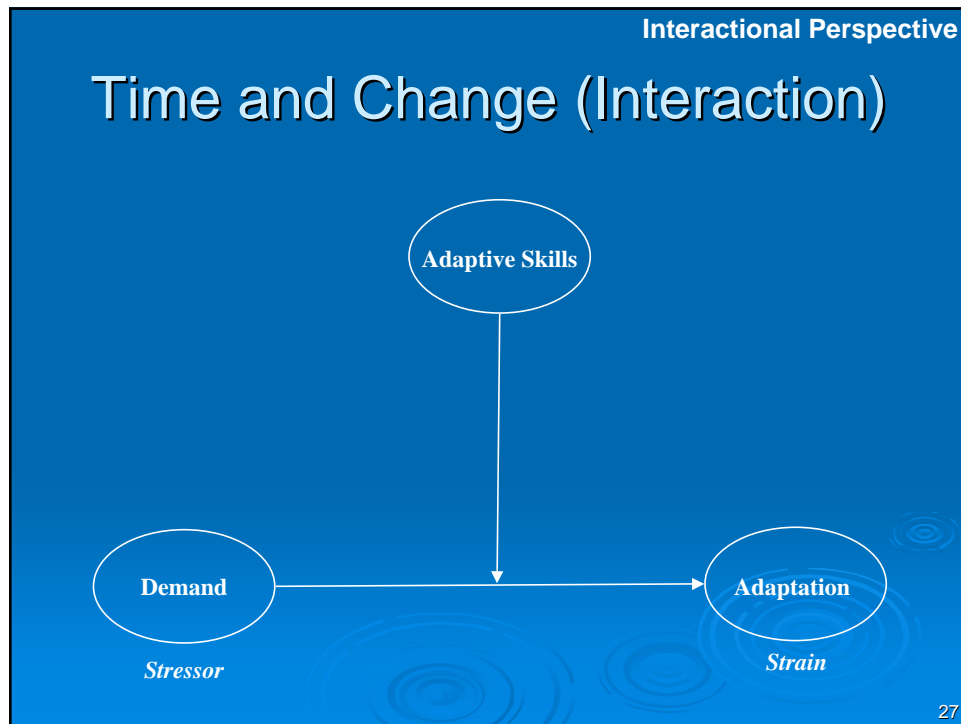 Interactional Perspective
Time and Change (Interaction)
Adaptive Skills
Demand
Adaptation
Stressor
Strain
27